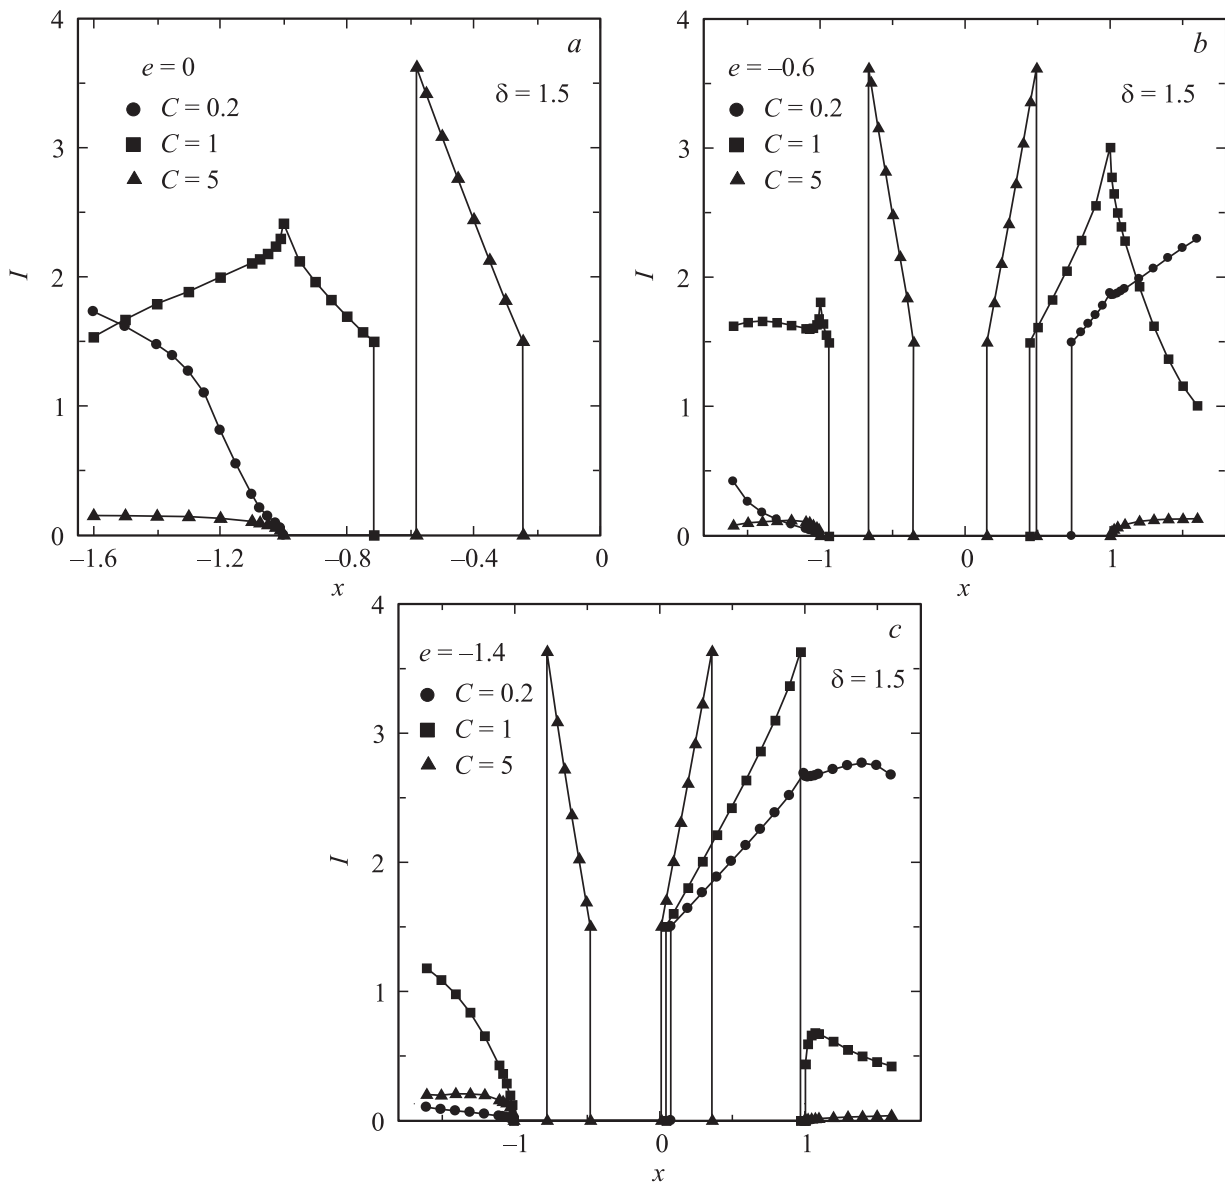 4
3
2
1
0
I
a
e = 0
δ = 1.5
C = 0.2
C = 1
C = 5
–1.6
–1.2
–0.8
–0.4
0
x
4
3
2
1
0
I
b
e = –0.6
δ = 1.5
C = 0.2
C = 1
C = 5
–1
0
1
x
4
3
2
1
0
I
c
e = –1.4
δ = 1.5
C = 0.2
C = 1
C = 5
–1
0
1
x